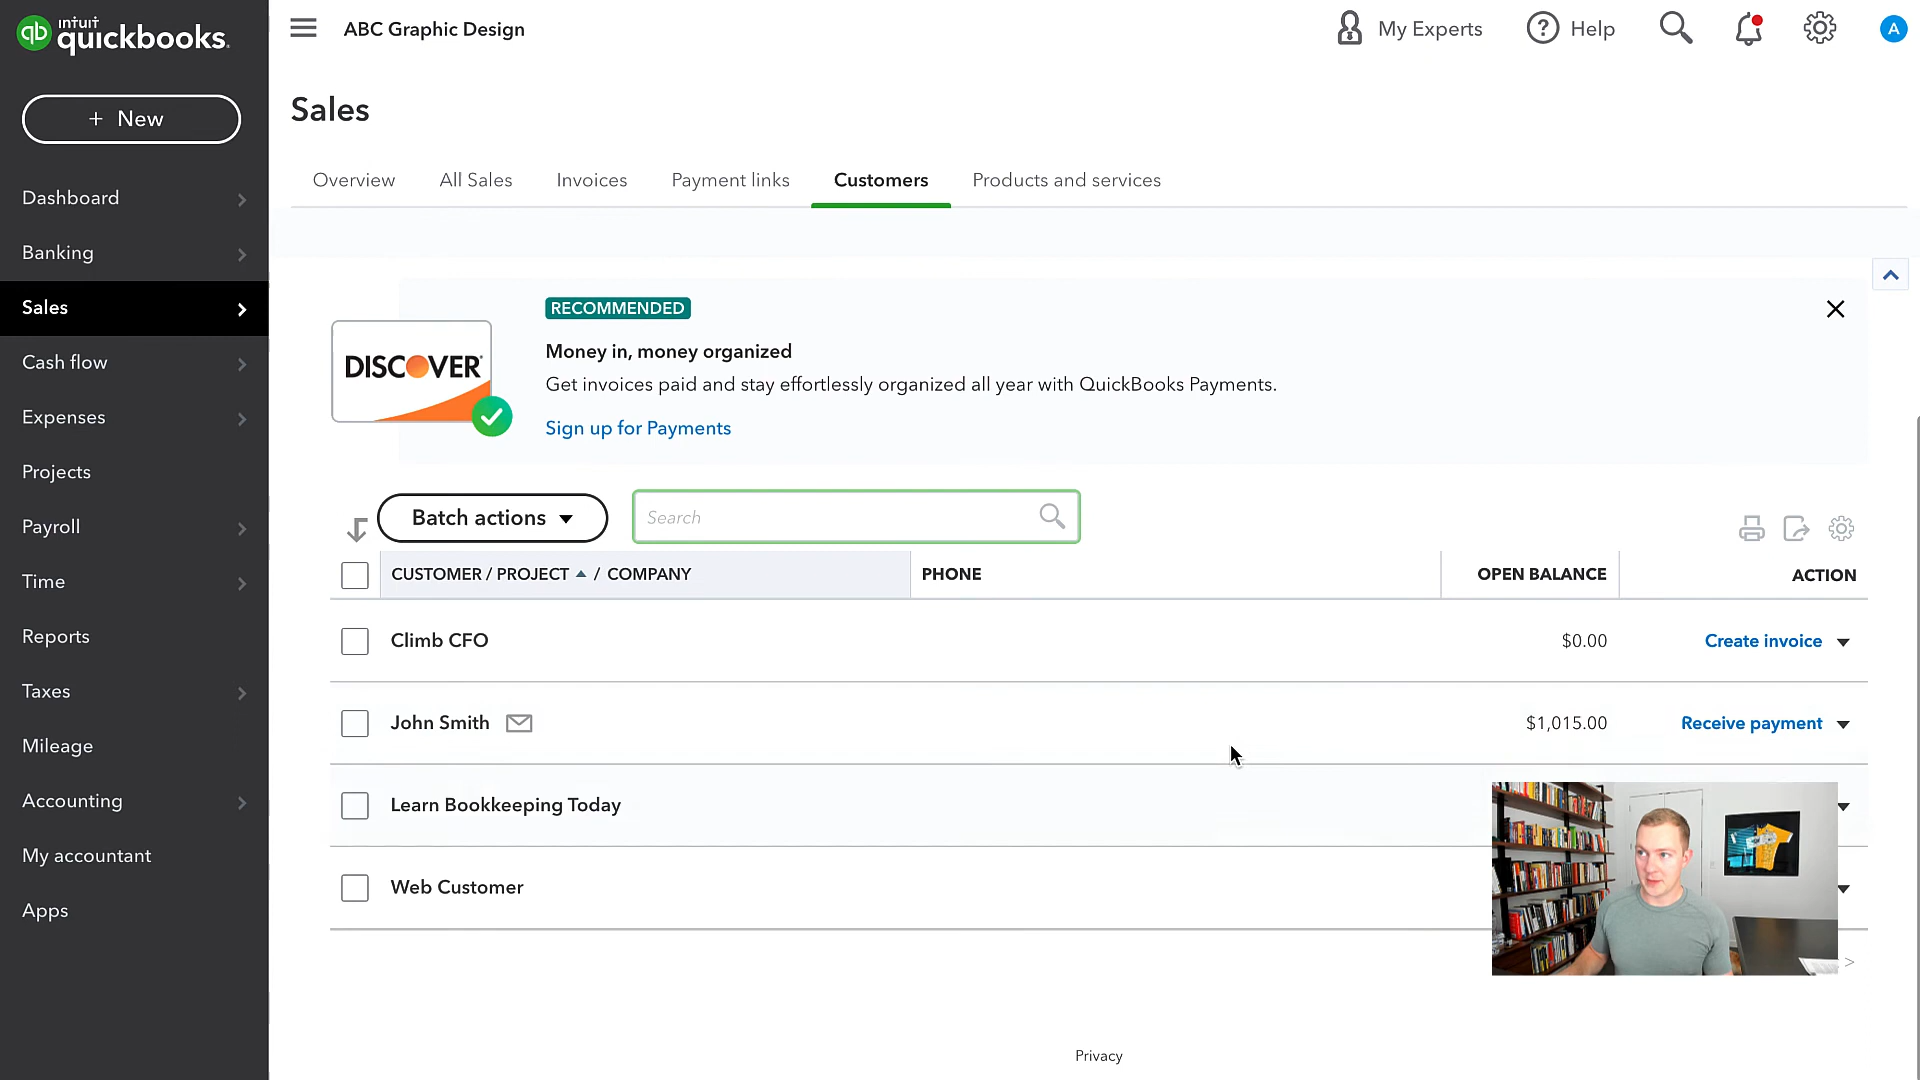 intuit
quickbooks.
ABC Graphic Design
My Experts
Help
A
+ New
Dashboard
Banking
Sales
Cash flow
Expenses
Projects
Payroll
Time
Reports
Taxes
Mileage
Accounting
My accountant
Apps
Sales
Overview
All Sales
Invoices
Payment links
Customers
Products and services
DISCOVER
RECOMMENDED
Money in, money organized
Get invoices paid and stay effortlessly organized all year with QuickBooks Payments.
Sign up for Payments
Batch actions
Search
CUSTOMER / PROJECT / COMPANY PHONE OPEN BALANCE ACTION
Climb CFO $0.00 Create invoice
John Smith $1,015.00 Receive payment
Learn Bookkeeping Today
Web Customer
>
Privacy